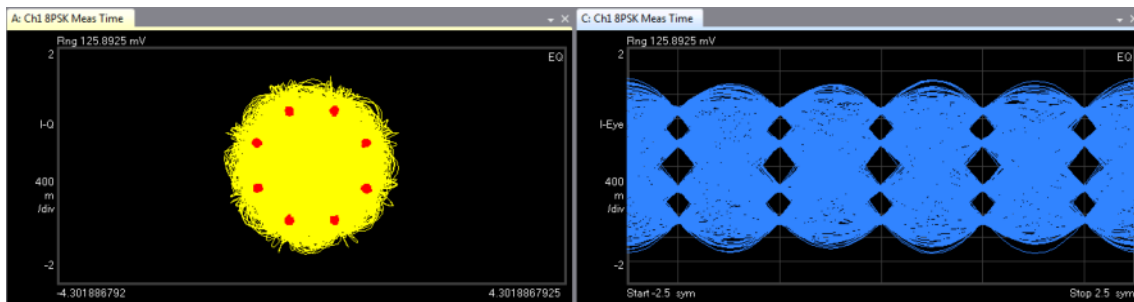 A: Ch1 8PSK Meas Time
Rng 125.8925 mV
2
EQ
I-Q
400
m
/div
-2
-4.301886792
4.3018867925
C: Ch1 8PSK Meas Time
Rng 125.8925 mV
2
EQ
I-Eye
400
m
/div
-2
Start -2.5 sym
Stop 2.5 sym